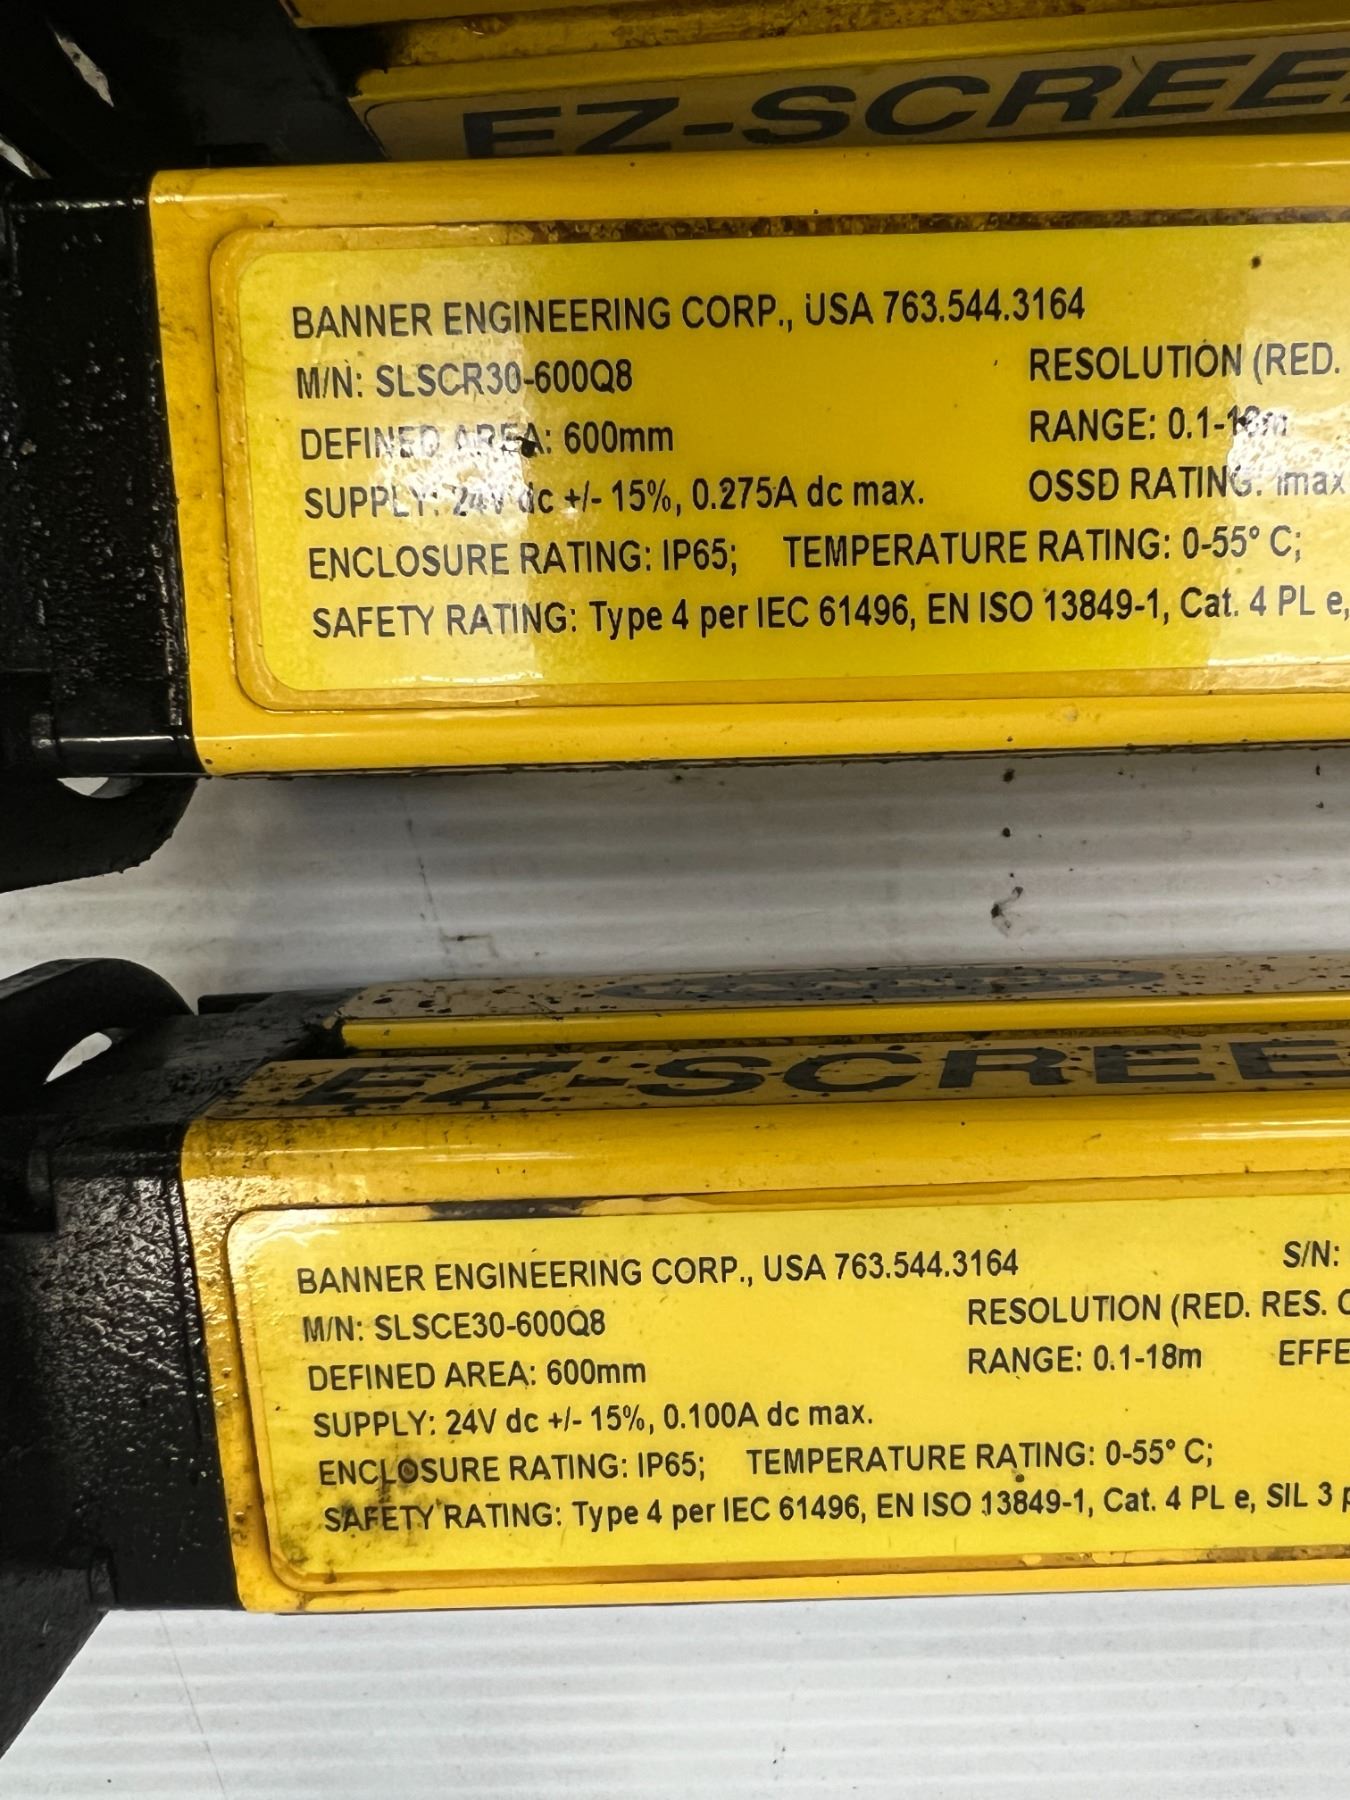 EZ-SCREE
BANNER ENGINEERING CORP., USA 763.544.3164
M/N: SLSCR30-600Q8
RESOLUTION (RED.
DEFINED AREA: 600mm
RANGE: 0.1-18m
SUPPLY: 24V dc +/- 15%, 0.275A dc max.
OSSD RATING: Imax
ENCLOSURE RATING: IP65; TEMPERATURE RATING: 0-55° C;
SAFETY RATING: Type 4 per IEC 61496, EN ISO 13849-1, Cat. 4 PL e,
EZ-SCREE
BANNER ENGINEERING CORP., USA 763.544.3164
S/N:
M/N: SLSCE30-600Q8
RESOLUTION (RED. RES. 
DEFINED AREA: 600mm
RANGE: 0.1-18m EFFE
SUPPLY: 24V dc +/- 15%, 0.100A dc max.
ENCLOSURE RATING: IP65; TEMPERATURE RATING: 0-55° C;
SAFETY RATING: Type 4 per IEC 61496, EN ISO 13849-1, Cat. 4 PL e, SIL 3